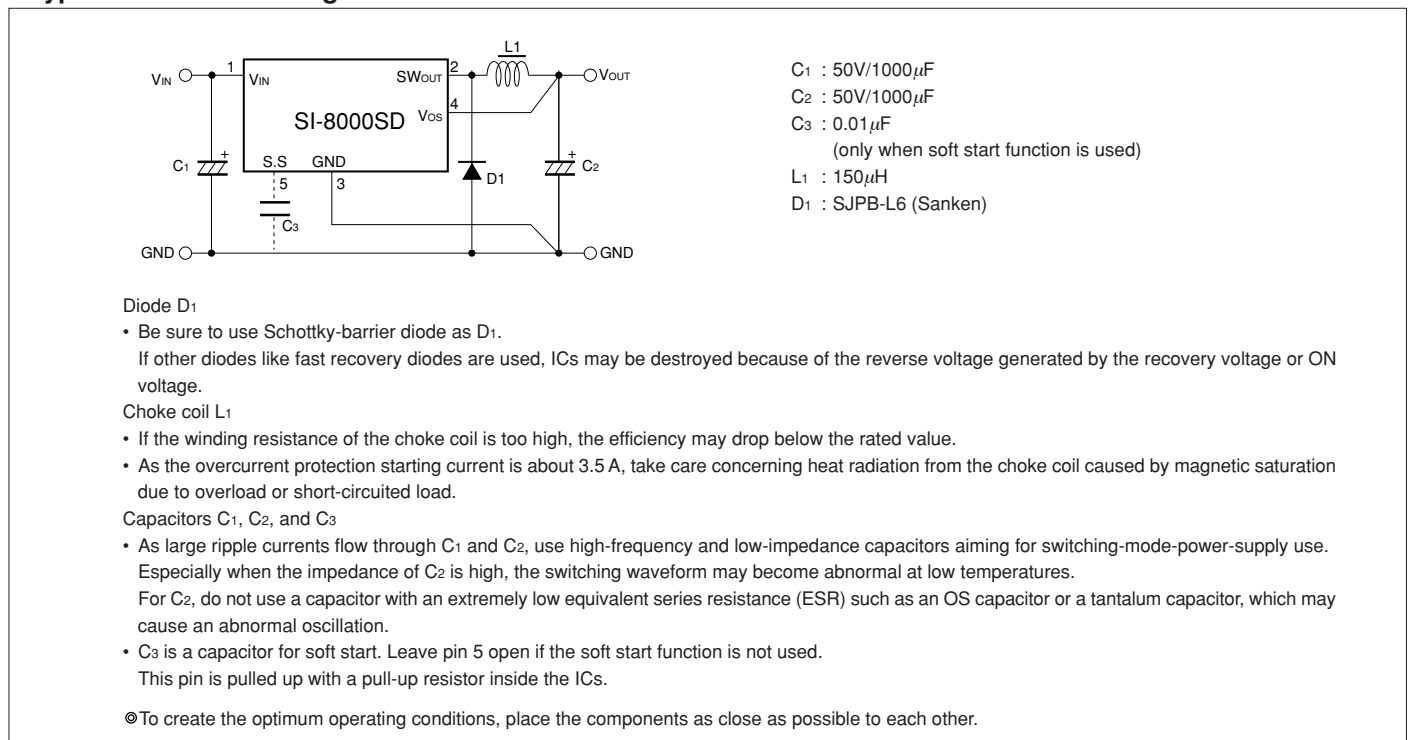 L1
VIN
1
VIN
SWOUT
2
VOUT
SI-8000SD
VOS
4
C1
+
S.S
GND
5
3
C3
D1
+
C2
GND
GND
C1 : 50V/1000μF
C2 : 50V/1000μF
C3 : 0.01μF
(only when soft start function is used)
L1 : 150μH
D1 : SJPB-L6 (Sanken)
Diode D1
• Be sure to use Schottky-barrier diode as D1.
If other diodes like fast recovery diodes are used, ICs may be destroyed because of the reverse voltage generated by the recovery voltage or ON
voltage.
Choke coil L1
• If the winding resistance of the choke coil is too high, the efficiency may drop below the rated value.
• As the overcurrent protection starting current is about 3.5 A, take care concerning heat radiation from the choke coil caused by magnetic saturation
due to overload or short-circuited load.
Capacitors C1, C2, and C3
• As large ripple currents flow through C1 and C2, use high-frequency and low-impedance capacitors aiming for switching-mode-power-supply use.
Especially when the impedance of C2 is high, the switching waveform may become abnormal at low temperatures.
For C2, do not use a capacitor with an extremely low equivalent series resistance (ESR) such as an OS capacitor or a tantalum capacitor, which may
cause an abnormal oscillation.
• C3 is a capacitor for soft start. Leave pin 5 open if the soft start function is not used.
This pin is pulled up with a pull-up resistor inside the ICs.
◎To create the optimum operating conditions, place the components as close as possible to each other.